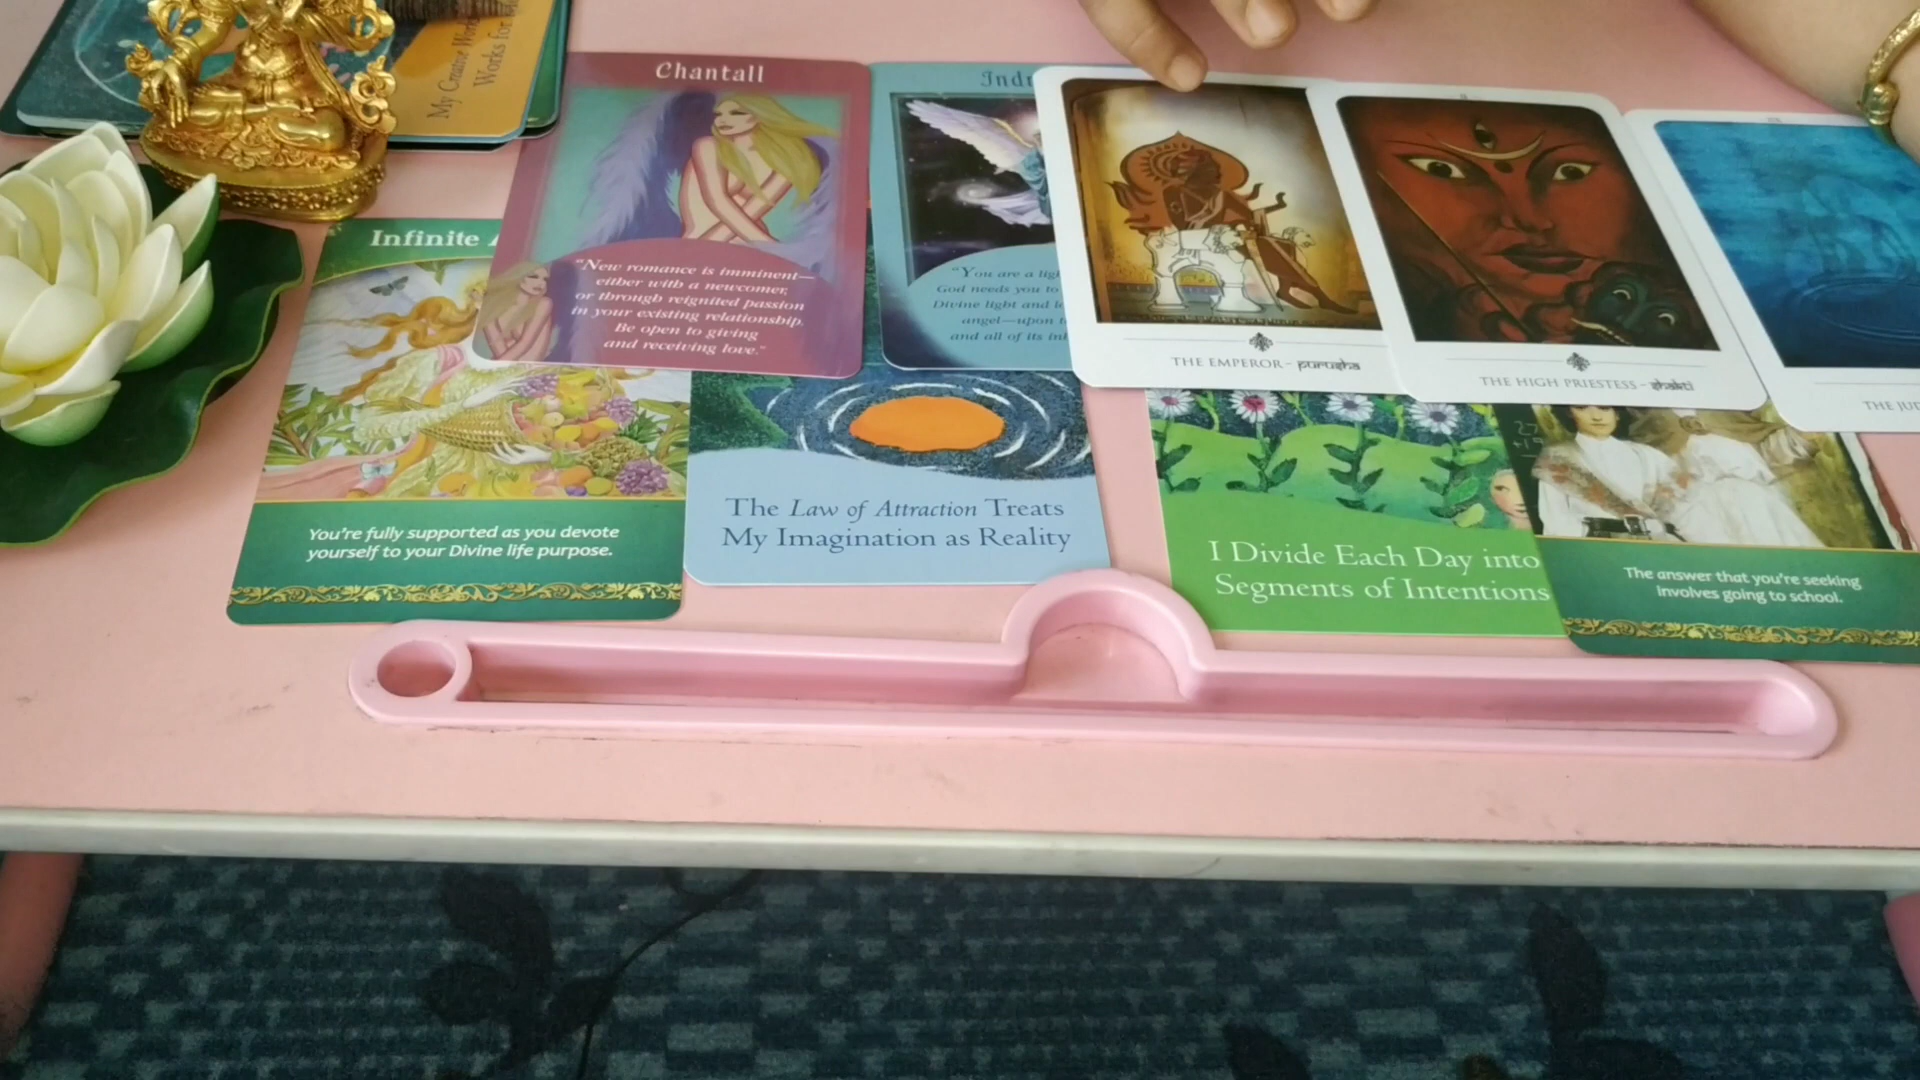 My Creative Work
Works for
Chantall
"New romance is imminent—
either with a newcomer,
or through reignited passion
in your existing relationship.
Be open to giving
and receiving love."
"You are a
God needs you to
Divine light and
angel—upon
and all of its
THE EMPEROR - purusha
THE HIGH PRIESTESS - shakti
THE
Infinite
You're fully supported as you devote
yourself to your Divine life purpose.
The Law of Attraction Treats
My Imagination as Reality
I Divide Each Day into
Segments of Intentions
The answer that you're seeking
involves going to school.